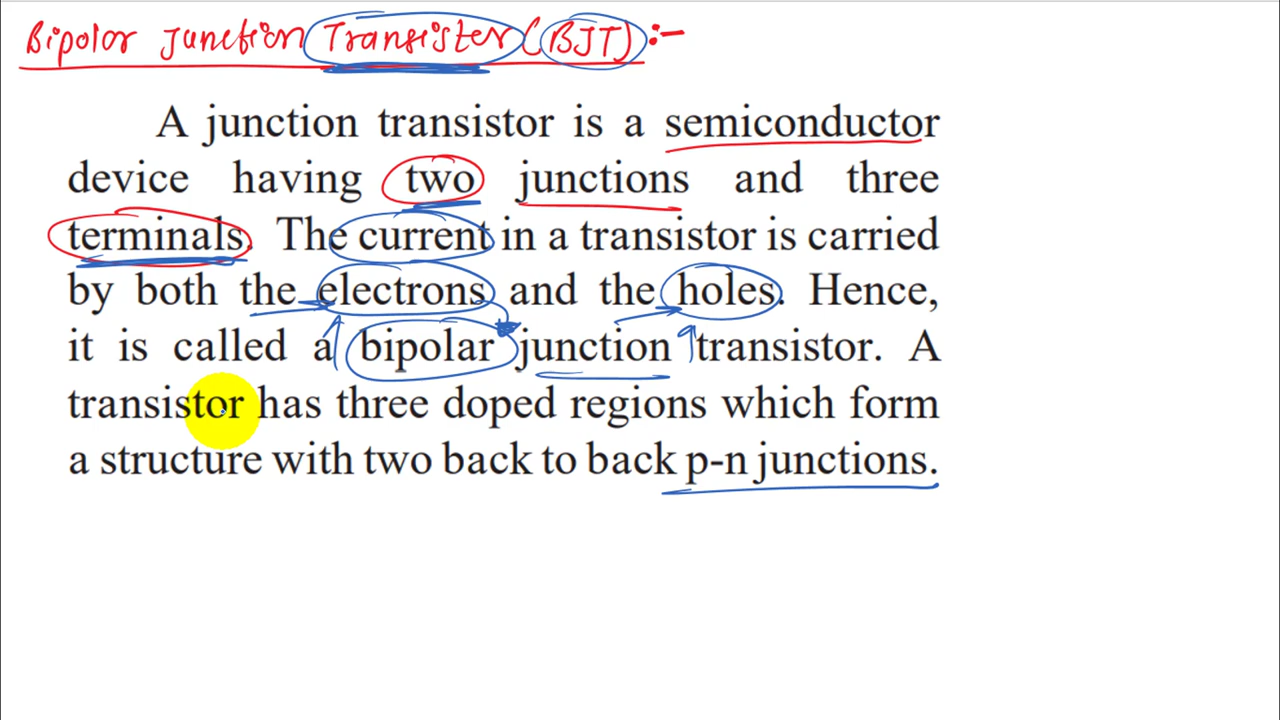 Bipolar Junction Transister (BJT) :-
A junction transistor is a semiconductor
device having two junctions and three
terminals. The current in a transistor is carried
by both the electrons and the holes. Hence,
it is called a bipolar junction transistor. A
transistor has three doped regions which form
a structure with two back to back p-n junctions.